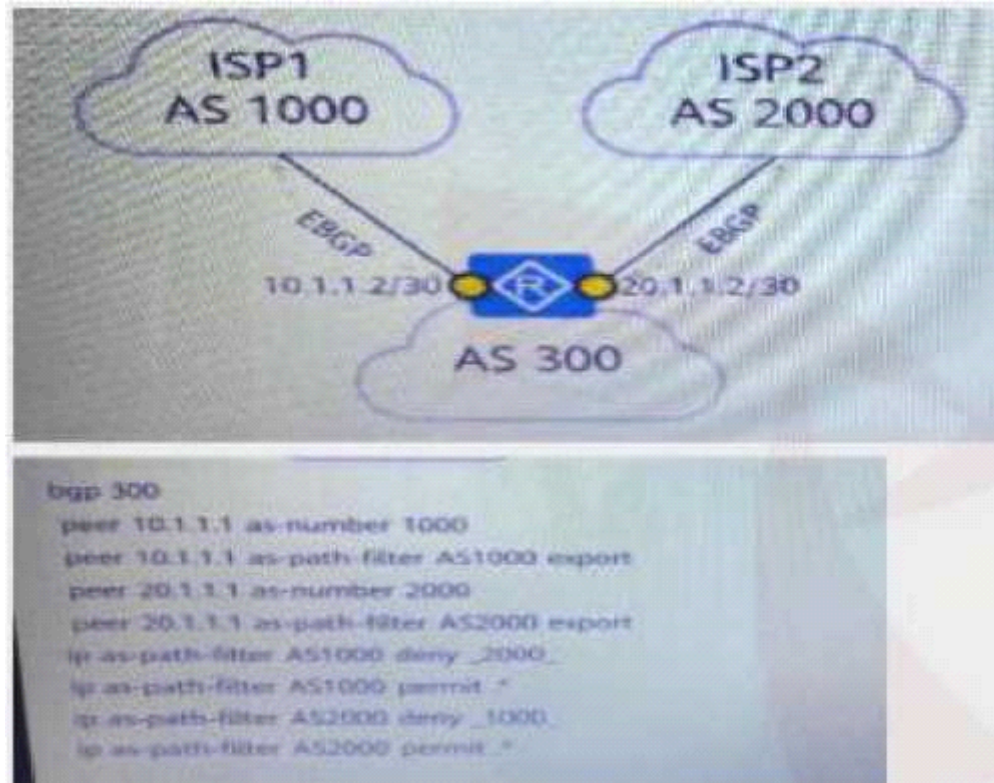 ISP1
AS 1000
ISP2
AS 2000
EBGP
EBGP
10.1.1.2/30
R
20.1.1.2/30
AS 300
bgp 300
peer 10.1.1.1 as-number 1000
peer 10.1.1.1 as-path-filter AS1000 export
peer 20.1.1.1 as-number 2000
peer 20.1.1.1 as-path-filter AS2000 export
ip as-path-filter AS1000 deny _2000_
ip as-path-filter AS1000 permit .*
ip as-path-filter AS2000 deny _1000_
ip as-path-filter AS2000 permit .*